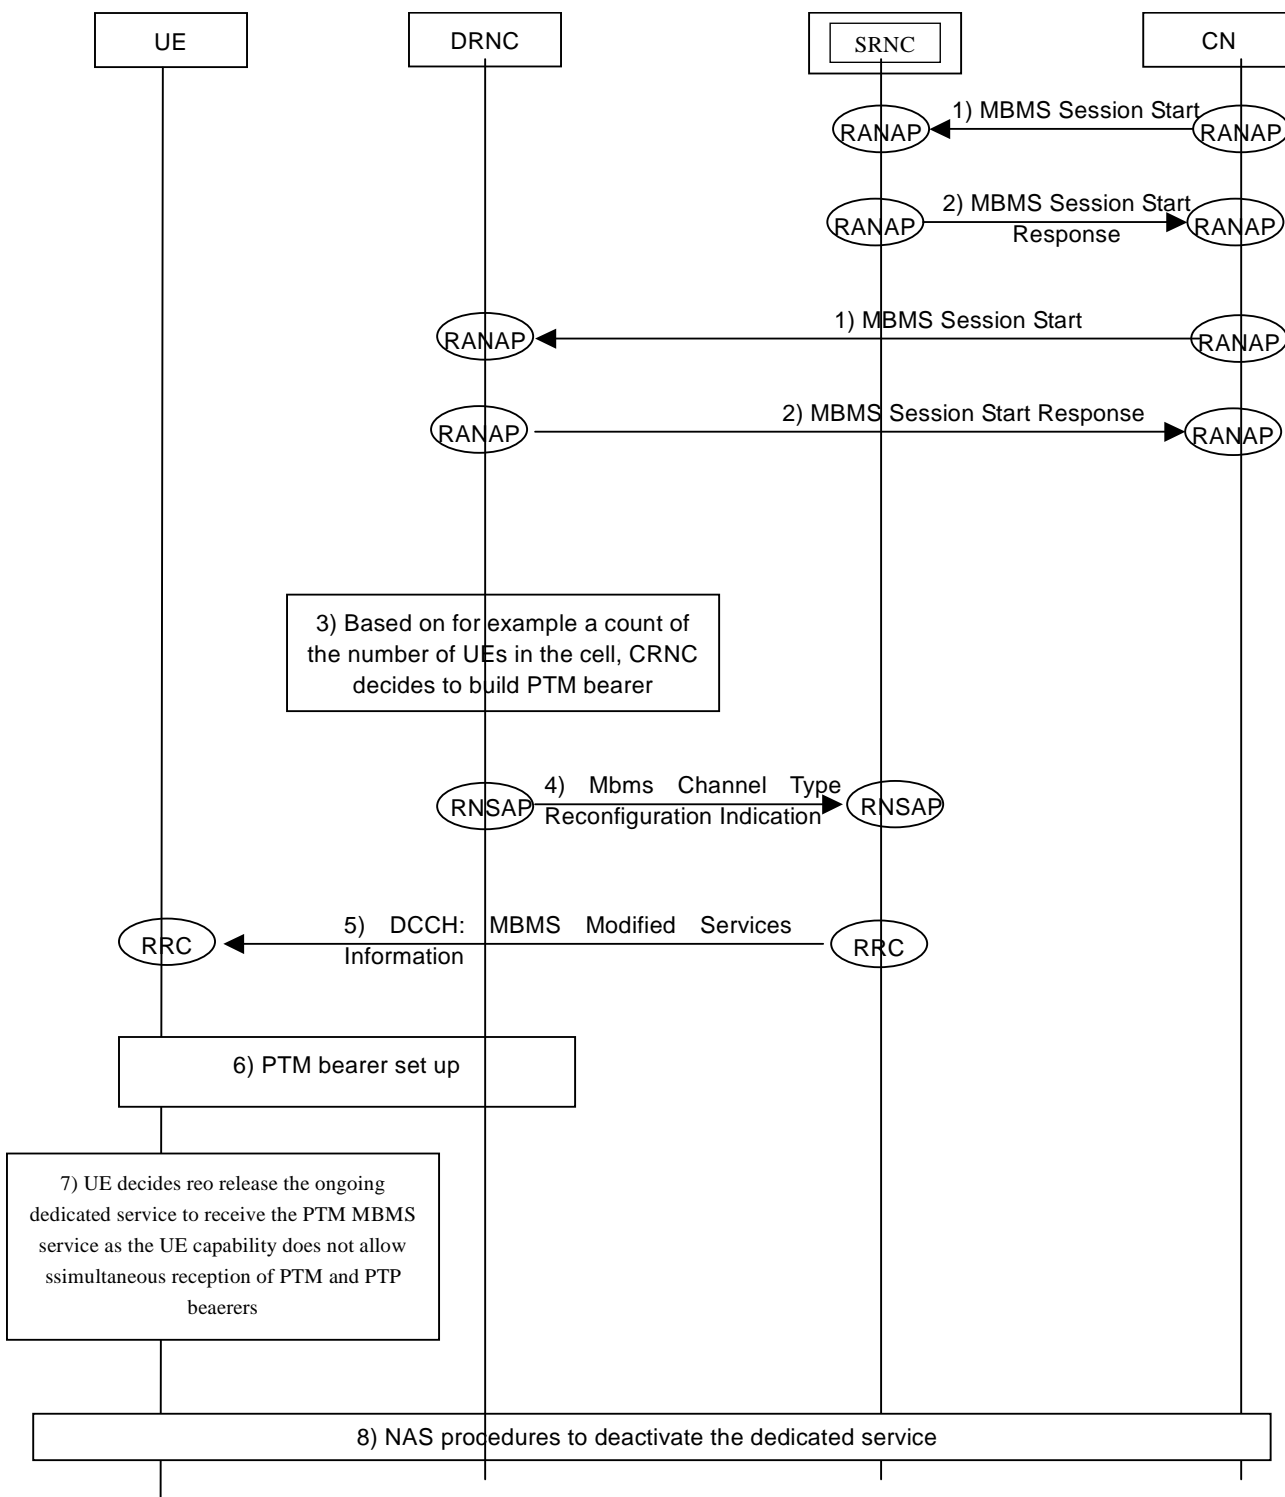 UE
DRNC
SRNC
CN
1) MBMS Session Start
RANAP
RANAP
2) MBMS Session Start
Response
RANAP
RANAP
1) MBMS Session Start
RANAP
RANAP
2) MBMS Session Start Response
RANAP
RANAP
3) Based on for example a count of
the number of UEs in the cell, CRNC
decides to build PTM bearer
4) Mbms Channel Type
Reconfiguration Indication
RNSAP
RNSAP
5) DCCH: MBMS Modified Services
Information
RRC
RRC
6) PTM bearer set up
7) UE decides reo release the ongoing
dedicated service to receive the PTM MBMS
service as the UE capability does not allow
ssimultaneous reception of PTM and PTP
beaerers
8) NAS procedures to deactivate the dedicated service